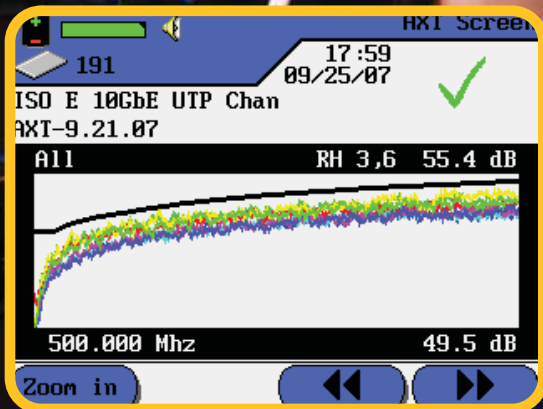 AXT Screen
191
17:59
09/25/07
ISO E 10GbE UTP Chan
AXT-9.21.07
All RH 3,6 55.4 dB
500.000 Mhz 49.5 dB
Zoom in